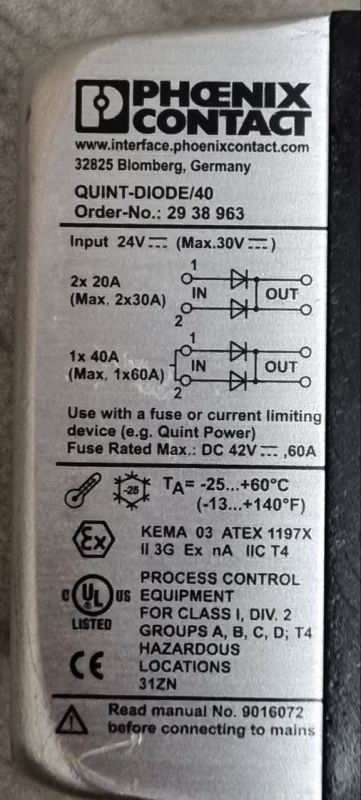 PHŒNIX
CONTACT
www.interface.phoenixcontact.com
32825 Blomberg, Germany
QUINT-DIODE/40
Order-No.: 29 38 963
Input 24V⎓ (Max.30V⎓)
2x 20A
(Max. 2x30A)
1
2
IN
OUT
1x 40A
(Max. 1x60A)
1
2
IN
OUT
Use with a fuse or current limiting
device (e.g. Quint Power)
Fuse Rated Max.: DC 42V⎓,60A
-25
TA= -25...+60°C
(-13...+140°F)
Ex
KEMA 03 ATEX 1197X
II 3G Ex nA IIC T4
C UL US
LISTED
PROCESS CONTROL
EQUIPMENT
FOR CLASS I, DIV. 2
GROUPS A, B, C, D; T4
HAZARDOUS
LOCATIONS
31ZN
CE
Read manual No. 9016072
before connecting to mains